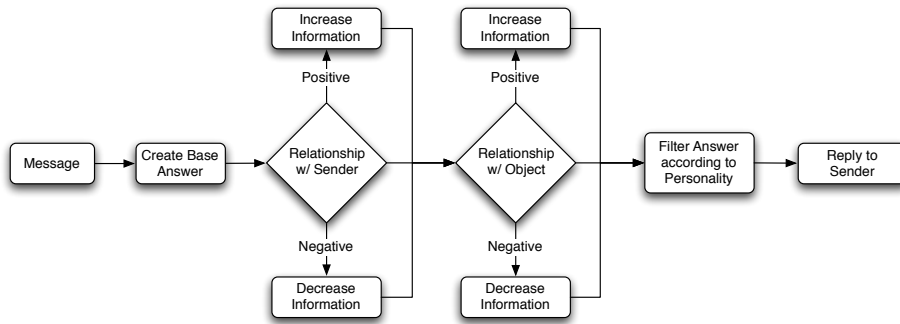 Increase
Information
Increase
Information
Positive
Positive
Message
Create Base
Answer
Relationship
w/ Sender
Relationship
w/ Object
Filter Answer
according to
Personality
Reply to
Sender
Negative
Negative
Decrease
Information
Decrease
Information